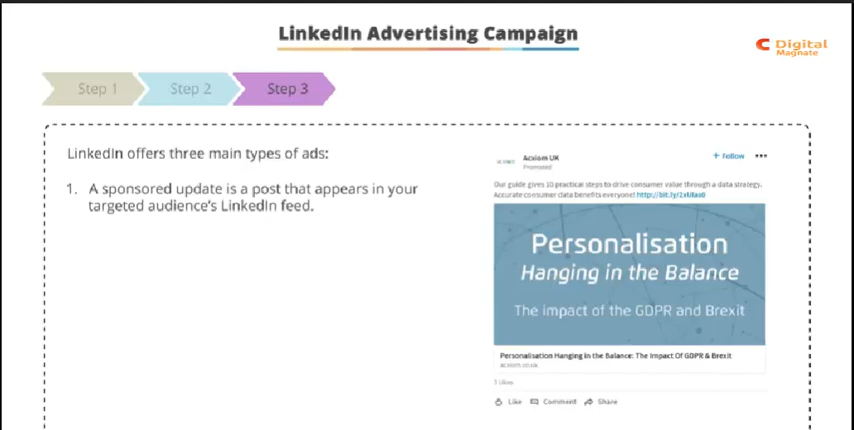 LinkedIn Advertising Campaign
Digital
Magnate
Step 1
Step 2
Step 3
LinkedIn offers three main types of ads:
1. A sponsored update is a post that appears in your
targeted audience's LinkedIn feed.
Acxiom UK
Promoted
+ Follow
Our guide gives 10 practical steps to drive consumer value through a data strategy.
Accurate consumer data benefits everyone!
Personalisation
Hanging in the Balance
The impact of the GDPR and Brexit
Personalisation Hanging in the Balance: The Impact Of GDPR & Brexit
acxiom.co.uk
Likes
Like Comment Share